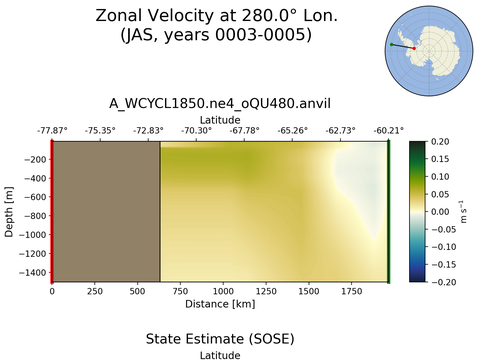 Zonal Velocity at 280.0° Lon.
(JAS, years 0003-0005)
A_WCYCL1850.ne4_oQU480.anvil
Latitude
-77.87° -75.35° -72.83° -70.30° -67.78° -65.26° -62.73° -60.21°
Depth [m]
−200
−400
−600
−800
−1000
−1200
−1400
0 250 500 750 1000 1250 1500 1750
Distance [km]
0.20
0.15
0.10
0.05
0.00
−0.05
−0.10
−0.15
−0.20
m s⁻¹
State Estimate (SOSE)
Latitude